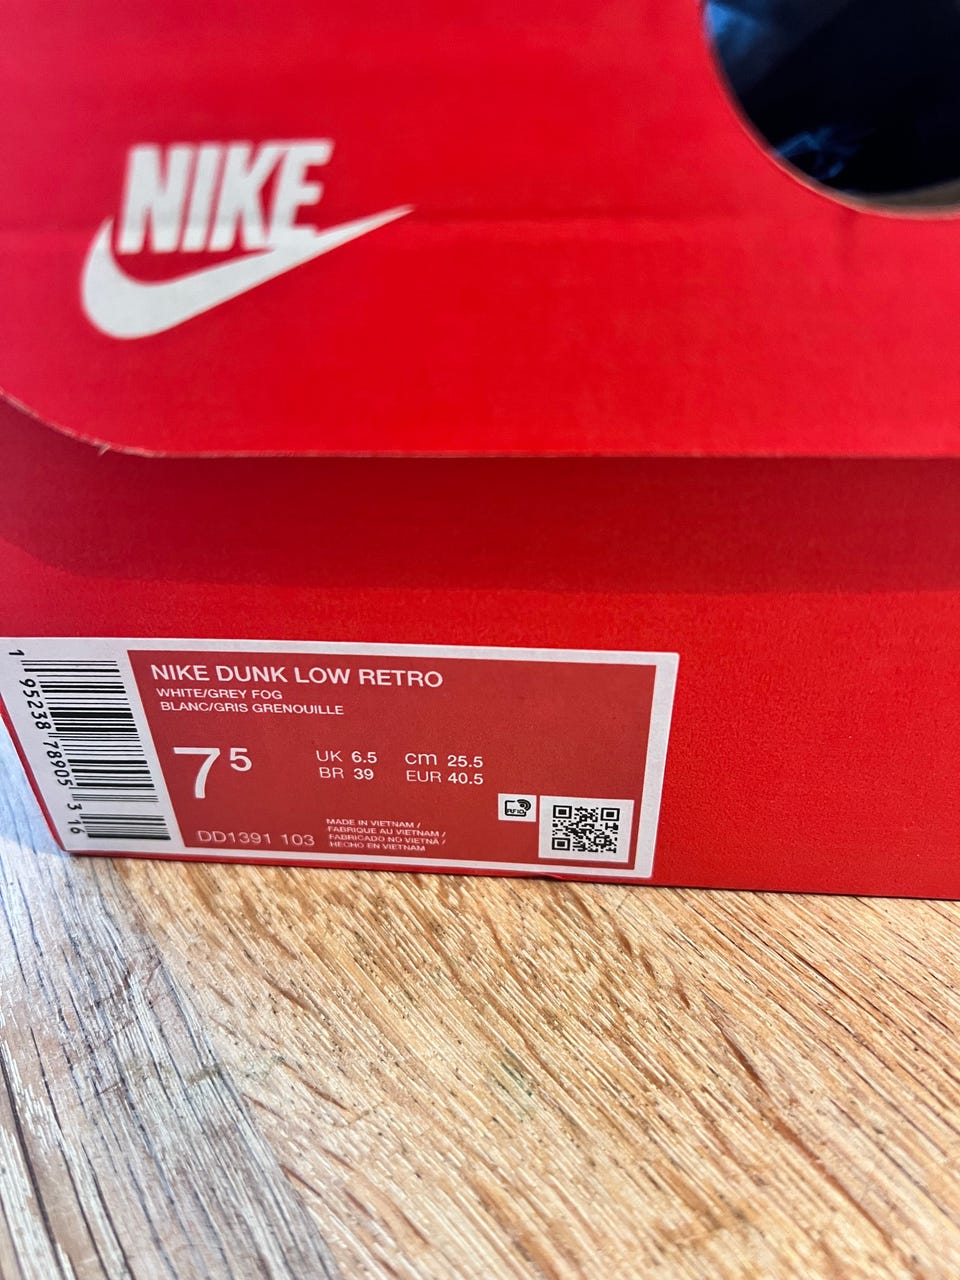 NIKE
NIKE DUNK LOW RETRO
WHITE/GREY FOG
BLANC/GRIS GRENOUILLE
7 5
UK 6.5 cm 25.5
BR 39 EUR 40.5
RFID
DD1391 103
MADE IN VIETNAM /
FABRIQUE AU VIETNAM /
FABRICADO NO VIETNÃ /
HECHO EN VIETNAM
1 95238 78905 3 16